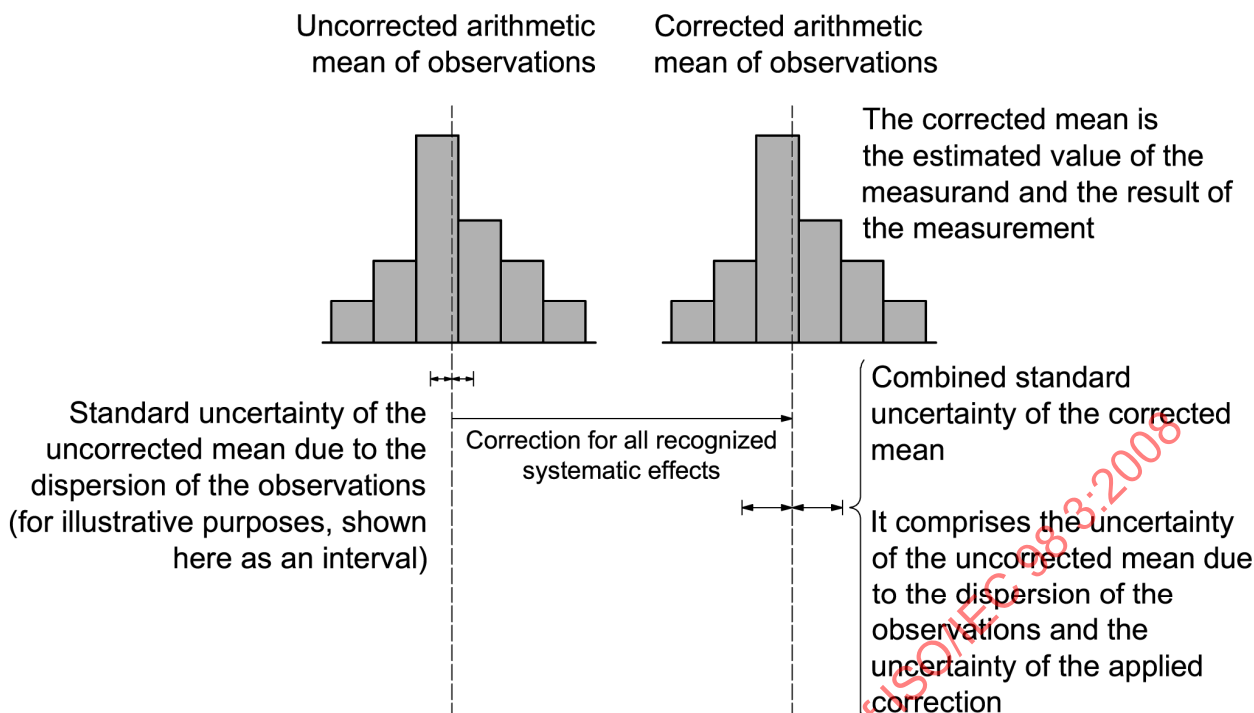 Uncorrected arithmetic
mean of observations
Corrected arithmetic
mean of observations
The corrected mean is
the estimated value of the
measurand and the result of
the measurement
Standard uncertainty of the
uncorrected mean due to the
dispersion of the observations
(for illustrative purposes, shown
here as an interval)
Correction for all recognized
systematic effects
Combined standard
uncertainty of the corrected
mean
It comprises the uncertainty
of the uncorrected mean due
to the dispersion of the
observations and the
uncertainty of the applied
correction
ISO/IEC 98 3:2008